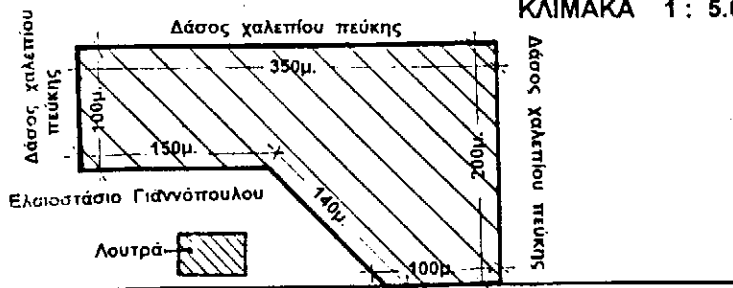 ΚΛΙΜΑΚΑ 1 : 5.
Δάσος χαλεπίου πεύκης
350μ.
Δάσος χαλεπίου
πεύκης
100μ.
150μ.
200μ.
Δάσος χαλεπίου πεύκης
Ελαιοστάσιο Γιαννόπουλου
140μ.
Λουτρά
100μ.